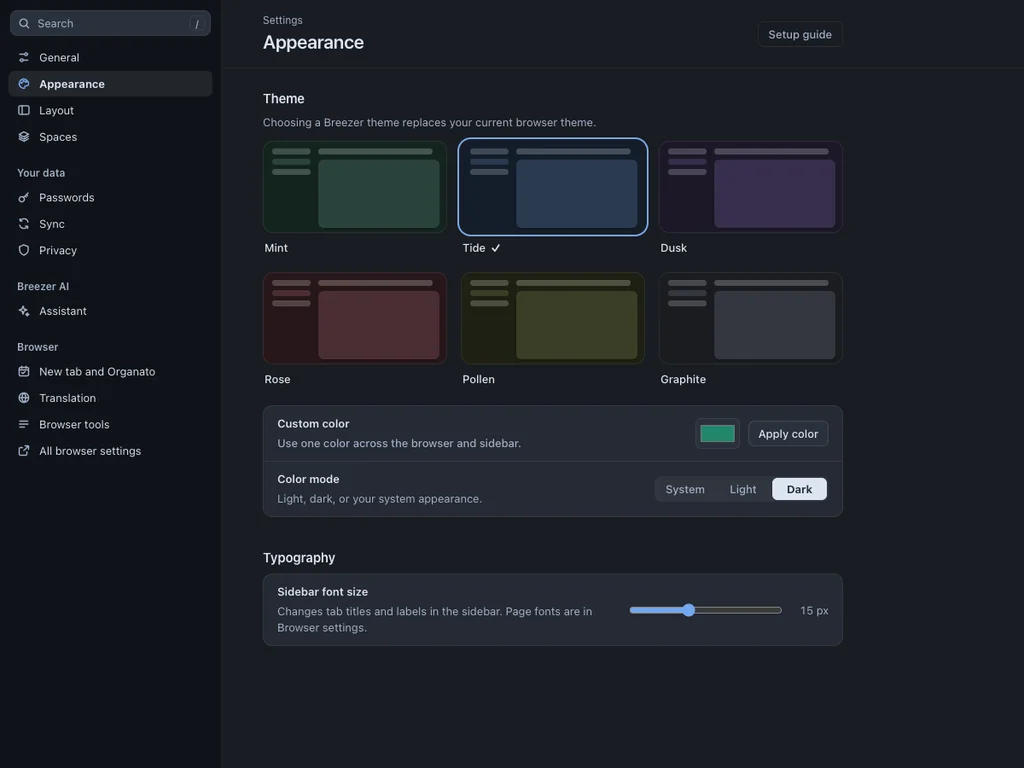 Search
/
General
Appearance
Layout
Spaces
Your data
Passwords
Sync
Privacy
Breezer AI
Assistant
Browser
New tab and Organato
Translation
Browser tools
All browser settings
Settings
Appearance
Setup guide
Theme
Choosing a Breezer theme replaces your current browser theme.
Mint
Tide ✓
Dusk
Rose
Pollen
Graphite
Custom color
Use one color across the browser and sidebar.
Apply color
Color mode
Light, dark, or your system appearance.
System
Light
Dark
Typography
Sidebar font size
Changes tab titles and labels in the sidebar. Page fonts are in
Browser settings.
15 px